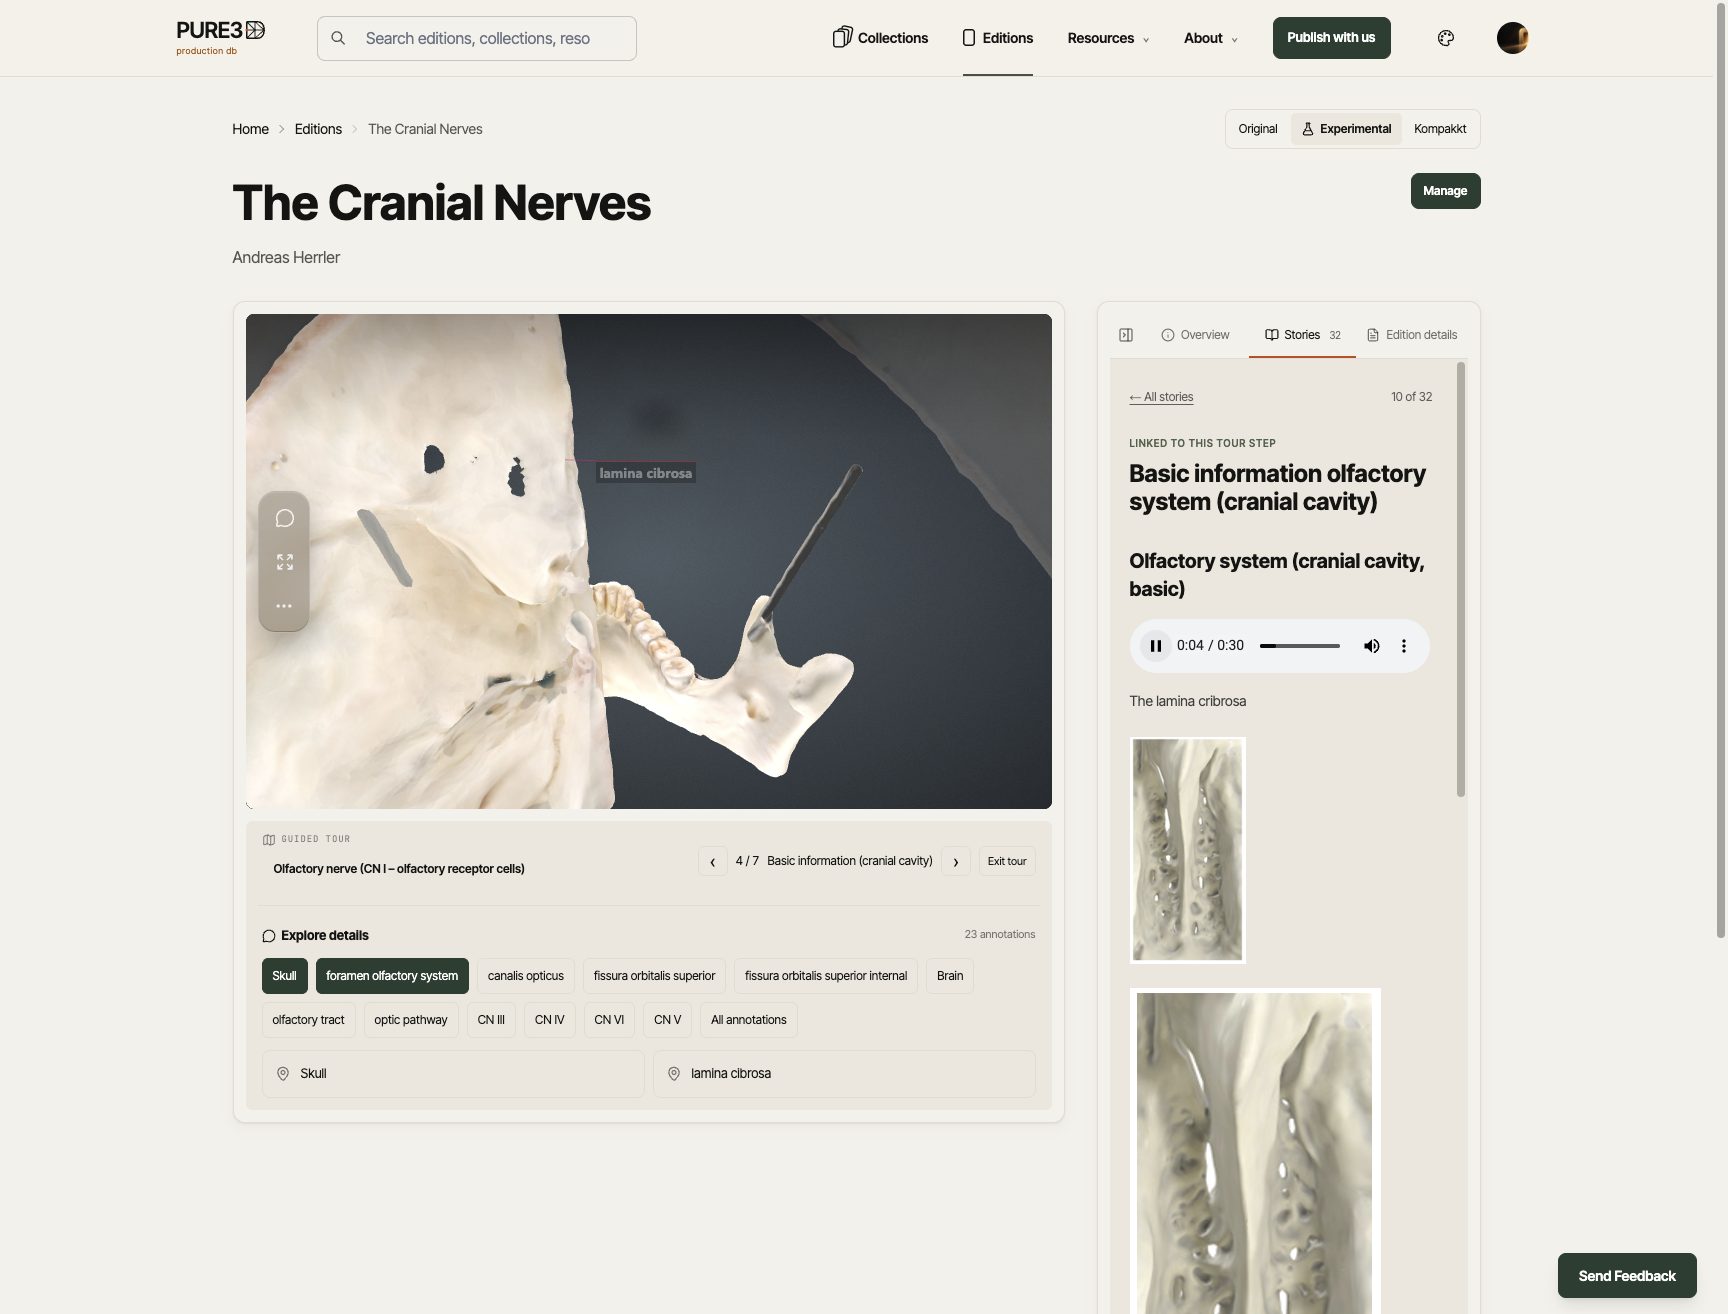 PURE3D
production db
Search editions, collections, reso
Collections
Editions
Resources
About
Publish with us
Home
Editions
The Cranial Nerves
Original
Experimental
Kompakkt
The Cranial Nerves
Manage
Andreas Herrler
lamina cibrosa
Overview
Stories 32
Edition details
← All stories
10 of 32
LINKED TO THIS TOUR STEP
Basic information olfactory
system (cranial cavity)
Olfactory system (cranial cavity,
basic)
0:04 / 0:30
The lamina cribrosa
GUIDED TOUR
Olfactory nerve (CN I – olfactory receptor cells)
4 / 7 Basic information (cranial cavity)
Exit tour
Explore details
23 annotations
Skull
foramen olfactory system
canalis opticus
fissura orbitalis superior
fissura orbitalis superior internal
Brain
olfactory tract
optic pathway
CN III
CN IV
CN VI
CN V
All annotations
Skull
lamina cibrosa
Send Feedback